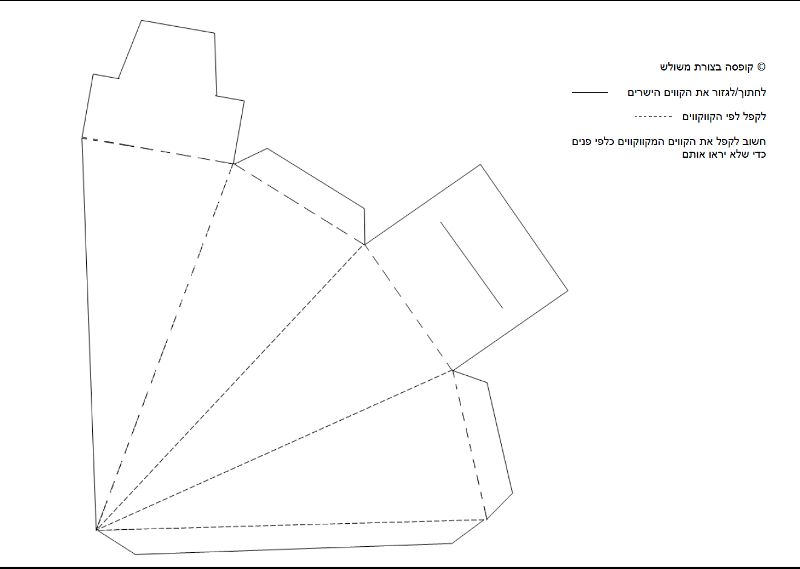 © קופסה בצורת משולש
לחתוך/לגזור את הקווים הישרים
לקפל לפי הקווקווים
חשוב לקפל את הקווים המקווקווים כלפי פנים
כדי שלא יראו אותם